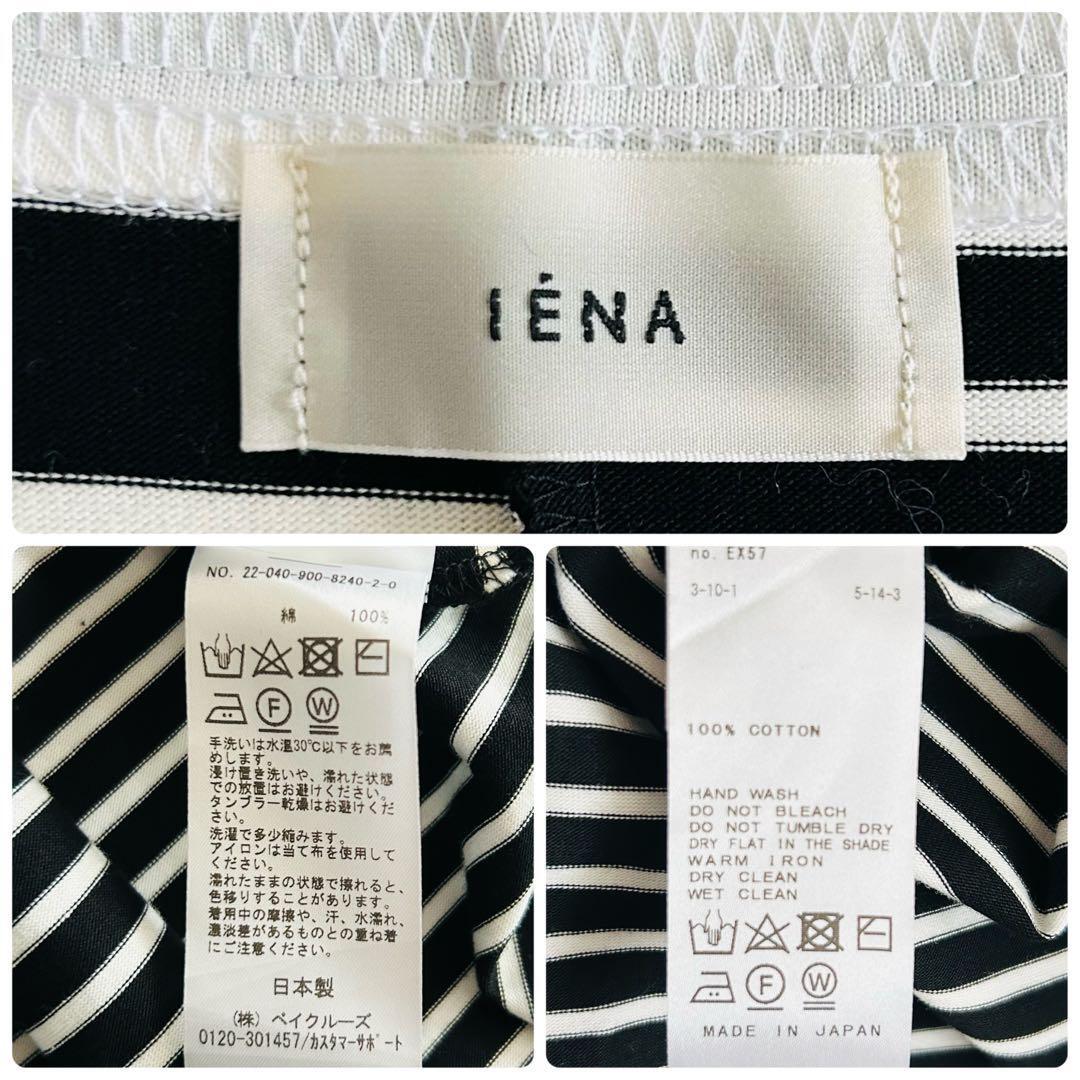 IÉNA
NO. 22-040-900-8240-2-0
綿 100%
F W
手洗いは水温30℃以下をお薦
めします。
浸け置き洗いや、濡れた状態
での放置はお避けください。
タンブラー乾燥はお避けくださ
い。
洗濯で多少縮みます。
アイロンは当て布を使用して
ください。
濡れたままの状態で擦れると、
色移りすることがあります。
着用中の摩擦や、汗、水濡れ、
濃淡差があるものとの重ね着
にご注意ください。
日本製
(株) ベイクルーズ
0120-301457/カスタマーサポート
no. EX57
3-10-1 5-14-3
100% COTTON
HAND WASH
DO NOT BLEACH
DO NOT TUMBLE DRY
DRY FLAT IN THE SHADE
WARM IRON
DRY CLEAN
WET CLEAN
F W
MADE IN JAPAN